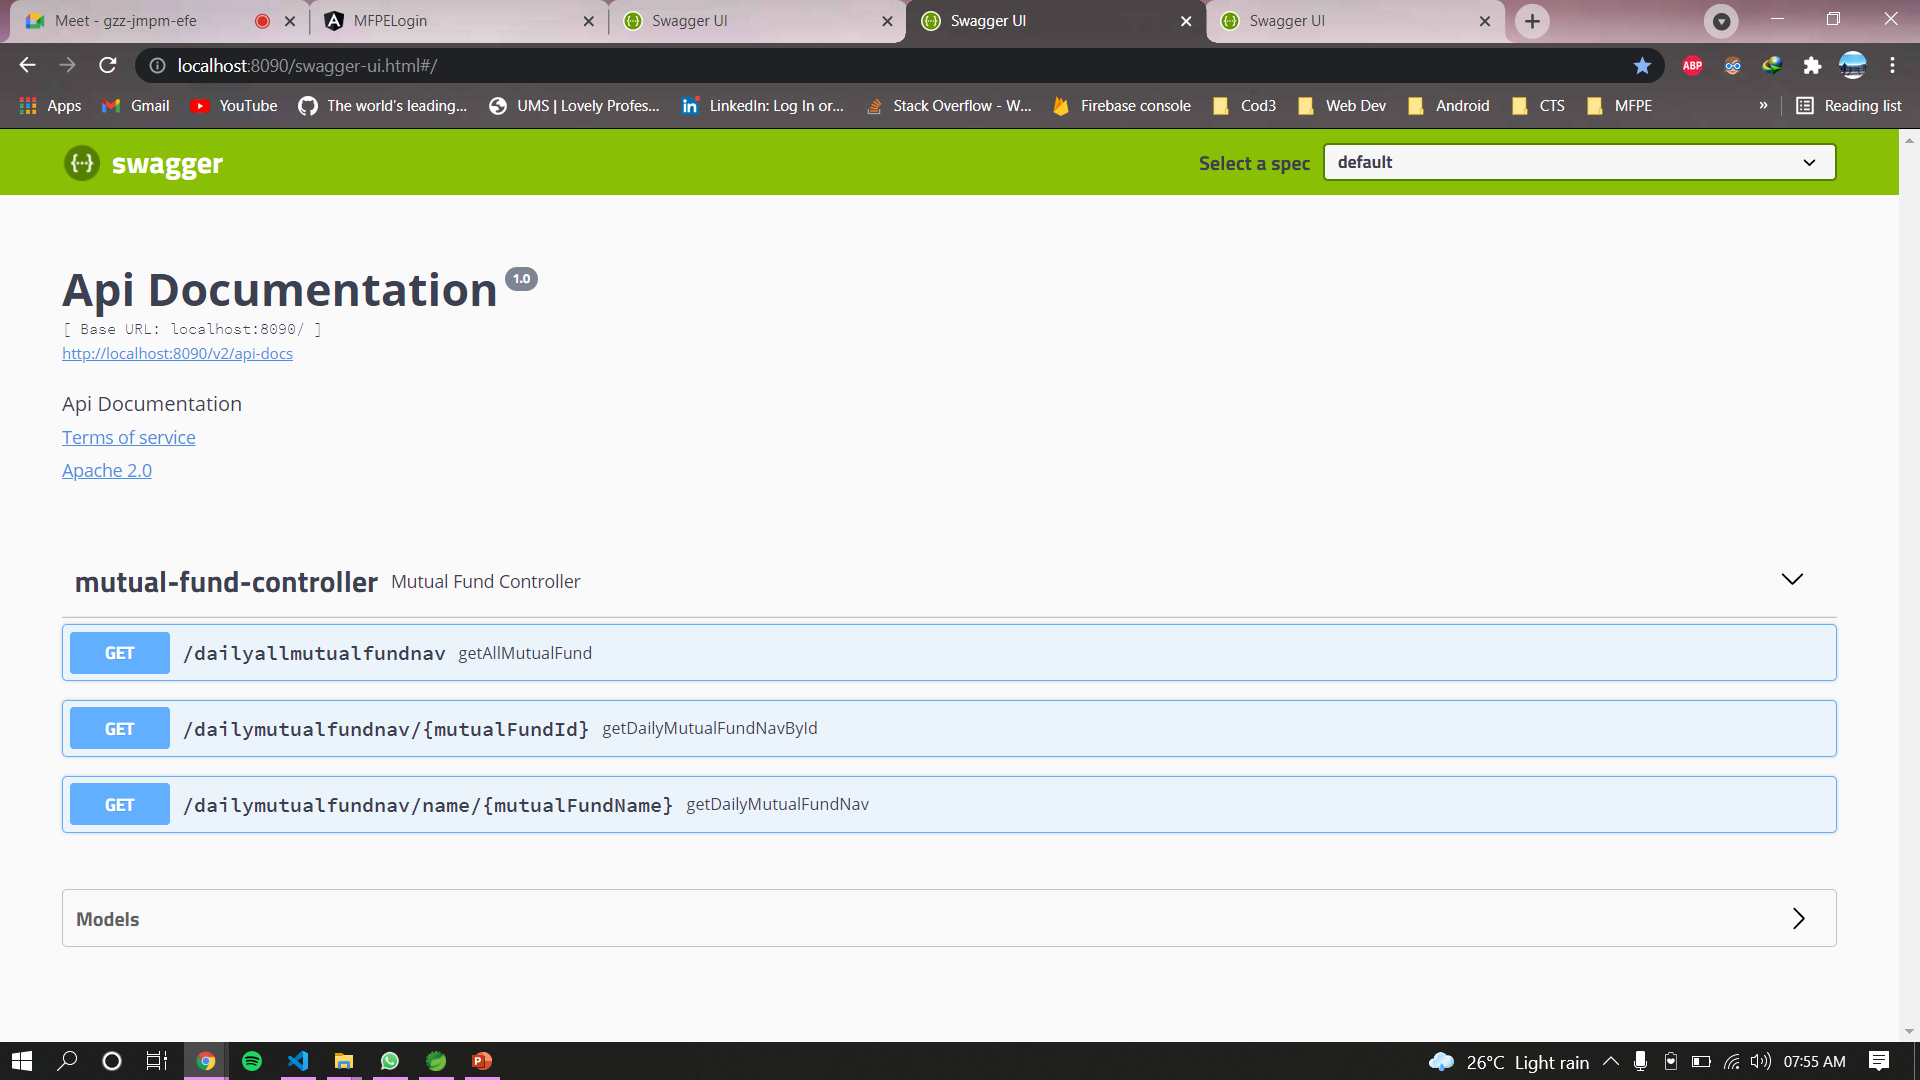 Meet - gzz-jmpm-efe
MFPELogin
Swagger UI
Swagger UI
Swagger UI
localhost:8090/swagger-ui.html#/
ABP
Apps
Gmail
YouTube
The world's leading...
UMS | Lovely Profes...
LinkedIn: Log In or...
Stack Overflow - W...
Firebase console
Cod3
Web Dev
Android
CTS
MFPE
»
Reading list
swagger
Select a spec
default
Api Documentation 1.0
[ Base URL: localhost:8090/ ]
http://localhost:8090/v2/api-docs
Api Documentation
Terms of service
Apache 2.0
mutual-fund-controller Mutual Fund Controller
GET /dailyallmutualfundnav getAllMutualFund
GET /dailymutualfundnav/{mutualFundId} getDailyMutualFundNavById
GET /dailymutualfundnav/name/{mutualFundName} getDailyMutualFundNav
Models
26°C Light rain
07:55 AM